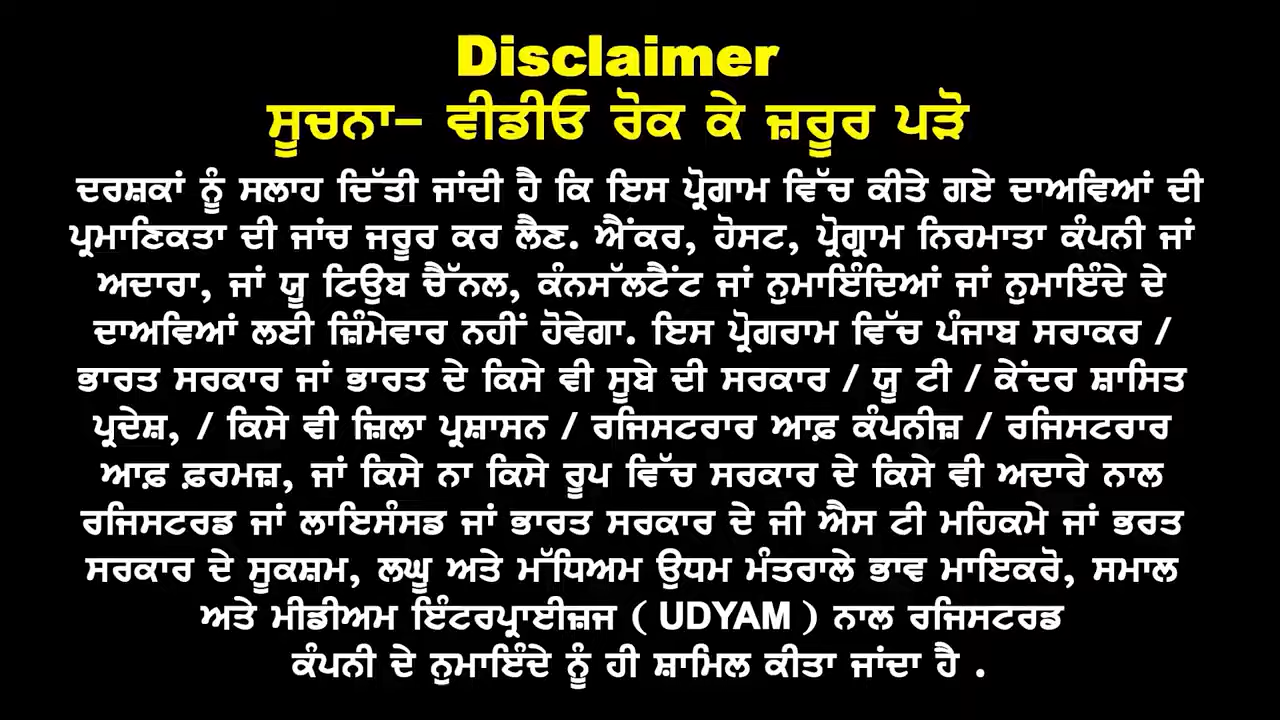 Disclaimer
ਸੂਚਨਾ- ਵੀਡੀਓ ਰੋਕ ਕੇ ਜ਼ਰੂਰ ਪੜੋ
ਦਰਸ਼ਕਾਂ ਨੂੰ ਸਲਾਹ ਦਿੱਤੀ ਜਾਂਦੀ ਹੈ ਕਿ ਇਸ ਪ੍ਰੋਗਾਮ ਵਿੱਚ ਕੀਤੇ ਗਏ ਦਾਅਵਿਆਂ ਦੀ
ਪ੍ਰਮਾਣਿਕਤਾ ਦੀ ਜਾਂਚ ਜਰੂਰ ਕਰ ਲੈਣ. ਐਂਕਰ, ਹੋਸਟ, ਪ੍ਰੋਗ੍ਰਾਮ ਨਿਰਮਾਤਾ ਕੰਪਨੀ ਜਾਂ
ਅਦਾਰਾ, ਜਾਂ ਯੂ ਟਿਊਬ ਚੈੱਨਲ, ਕੰਨਸੱਲਟੈਂਟ ਜਾਂ ਨੁਮਾਇੰਦਿਆਂ ਜਾਂ ਨੁਮਾਇੰਦੇ ਦੇ
ਦਾਅਵਿਆਂ ਲਈ ਜ਼ਿੰਮੇਵਾਰ ਨਹੀਂ ਹੋਵੇਗਾ. ਇਸ ਪ੍ਰੋਗਰਾਮ ਵਿੱਚ ਪੰਜਾਬ ਸਰਾਕਰ /
ਭਾਰਤ ਸਰਕਾਰ ਜਾਂ ਭਾਰਤ ਦੇ ਕਿਸੇ ਵੀ ਸੂਬੇ ਦੀ ਸਰਕਾਰ / ਯੂ ਟੀ / ਕੇਂਦਰ ਸ਼ਾਸਿਤ
ਪ੍ਰਦੇਸ਼, / ਕਿਸੇ ਵੀ ਜ਼ਿਲਾ ਪ੍ਰਸ਼ਾਸਨ / ਰਜਿਸਟਰਾਰ ਆਫ਼ ਕੰਪਨੀਜ਼ / ਰਜਿਸਟਰਾਰ
ਆਫ਼ ਫ਼ਰਮਜ਼, ਜਾਂ ਕਿਸੇ ਨਾ ਕਿਸੇ ਰੂਪ ਵਿੱਚ ਸਰਕਾਰ ਦੇ ਕਿਸੇ ਵੀ ਅਦਾਰੇ ਨਾਲ
ਰਜਿਸਟਰਡ ਜਾਂ ਲਾਇਸੰਸਡ ਜਾਂ ਭਾਰਤ ਸਰਕਾਰ ਦੇ ਜੀ ਐਸ ਟੀ ਮਹਿਕਮੇ ਜਾਂ ਭਰਤ
ਸਰਕਾਰ ਦੇ ਸੂਕਸ਼ਮ, ਲਘੂ ਅਤੇ ਮੱਧਿਅਮ ਉਧਮ ਮੰਤਰਾਲੇ ਭਾਵ ਮਾਇਕਰੋ, ਸਮਾਲ
ਅਤੇ ਮੀਡੀਅਮ ਇੰਟਰਪ੍ਰਾਈਜ਼ਜ ( UDYAM ) ਨਾਲ ਰਜਿਸਟਰਡ
ਕੰਪਨੀ ਦੇ ਨੁਮਾਇੰਦੇ ਨੂੰ ਹੀ ਸ਼ਾਮਿਲ ਕੀਤਾ ਜਾਂਦਾ ਹੈ .